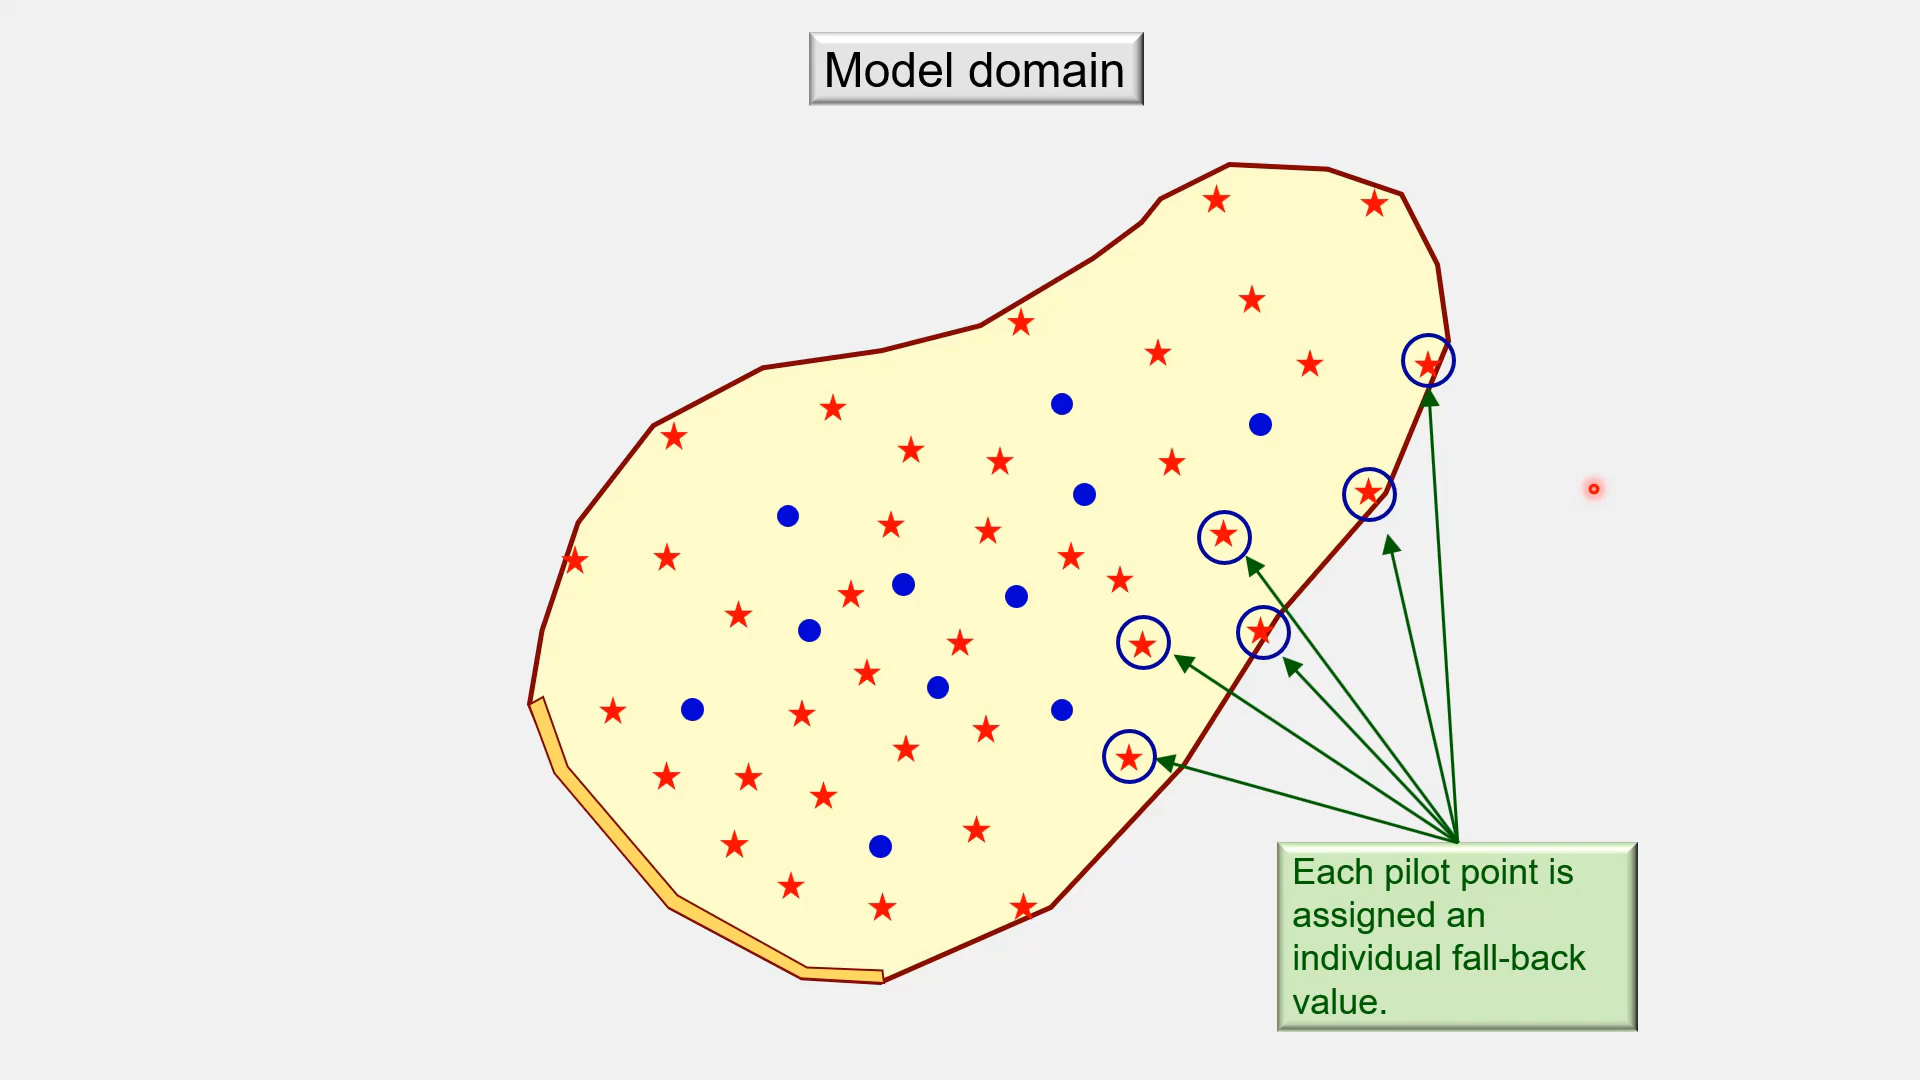 Model domain
Each pilot point is
assigned an
individual fall-back
value.